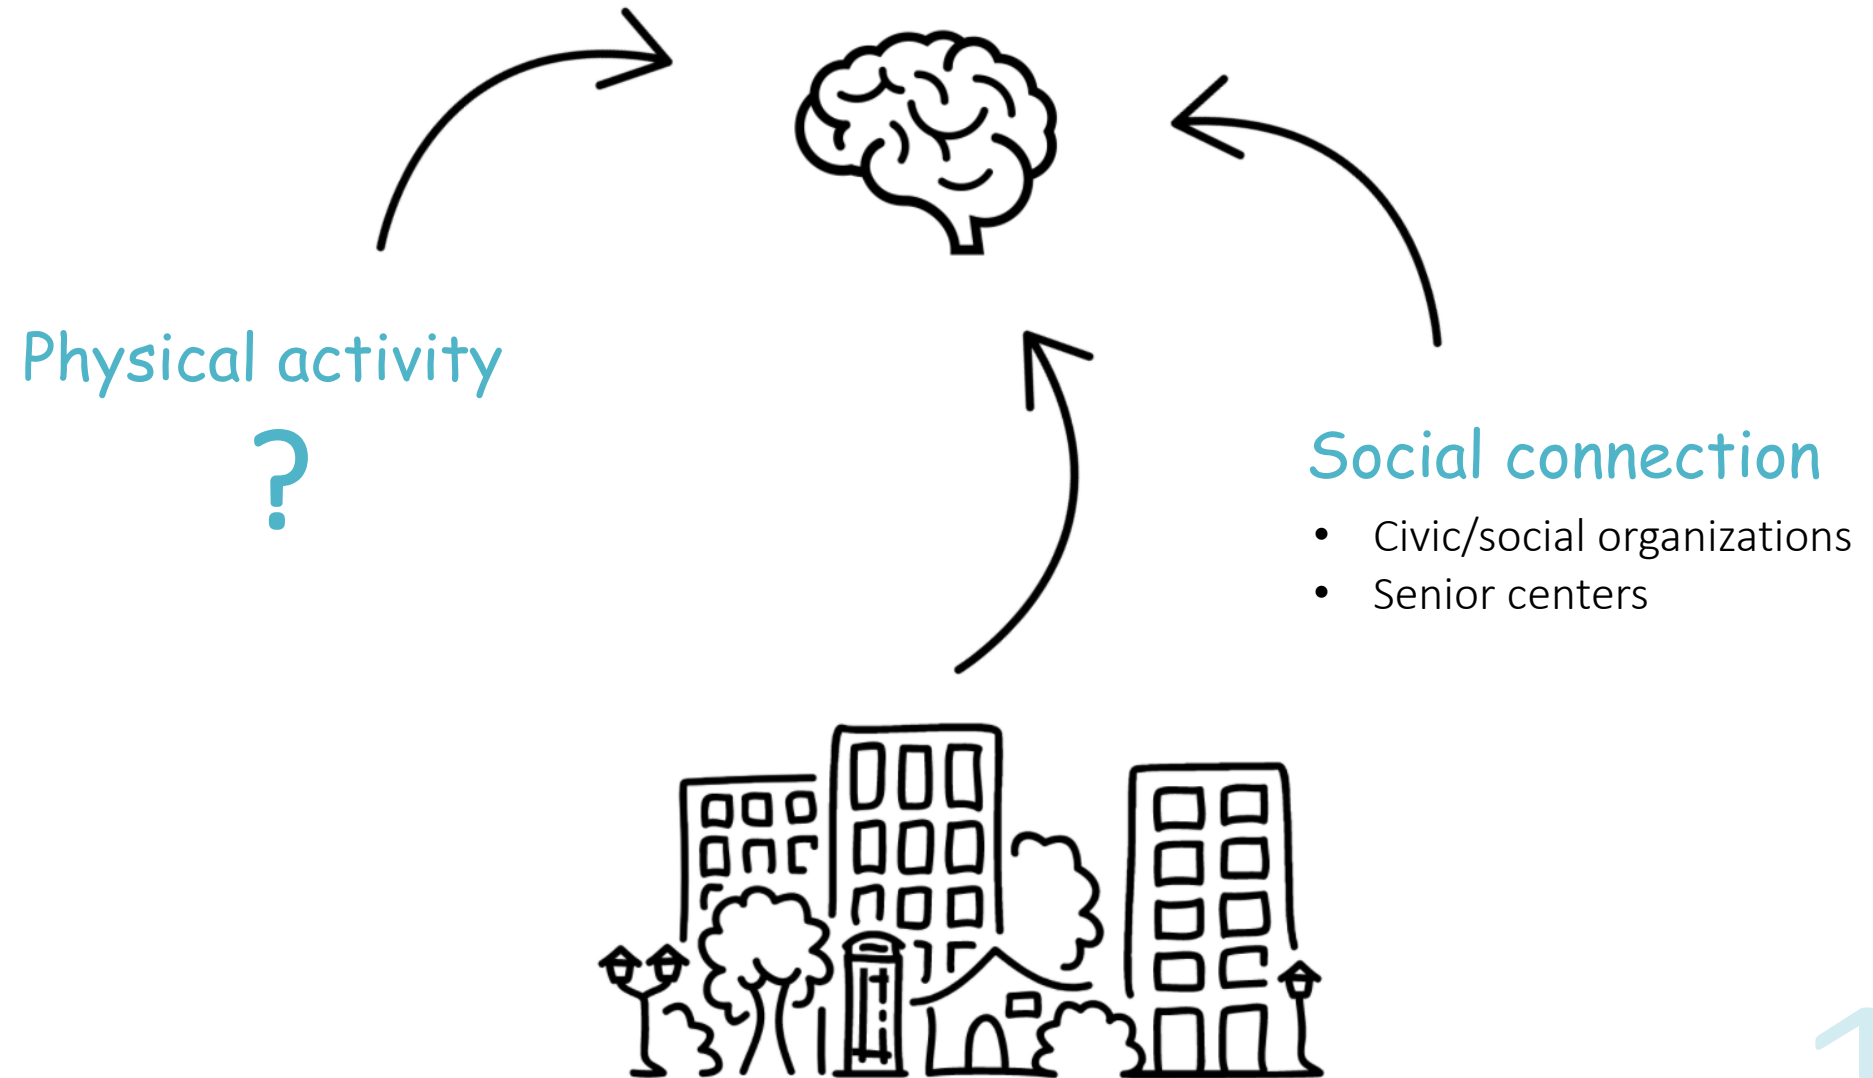 Physical activity
?
Social connection
• Civic/social organizations
• Senior centers